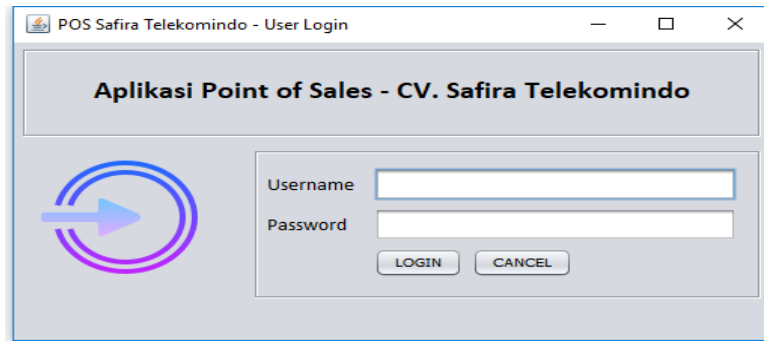 POS Safira Telekomindo - User Login
Aplikasi Point of Sales - CV. Safira Telekomindo
Username
Password
LOGIN CANCEL